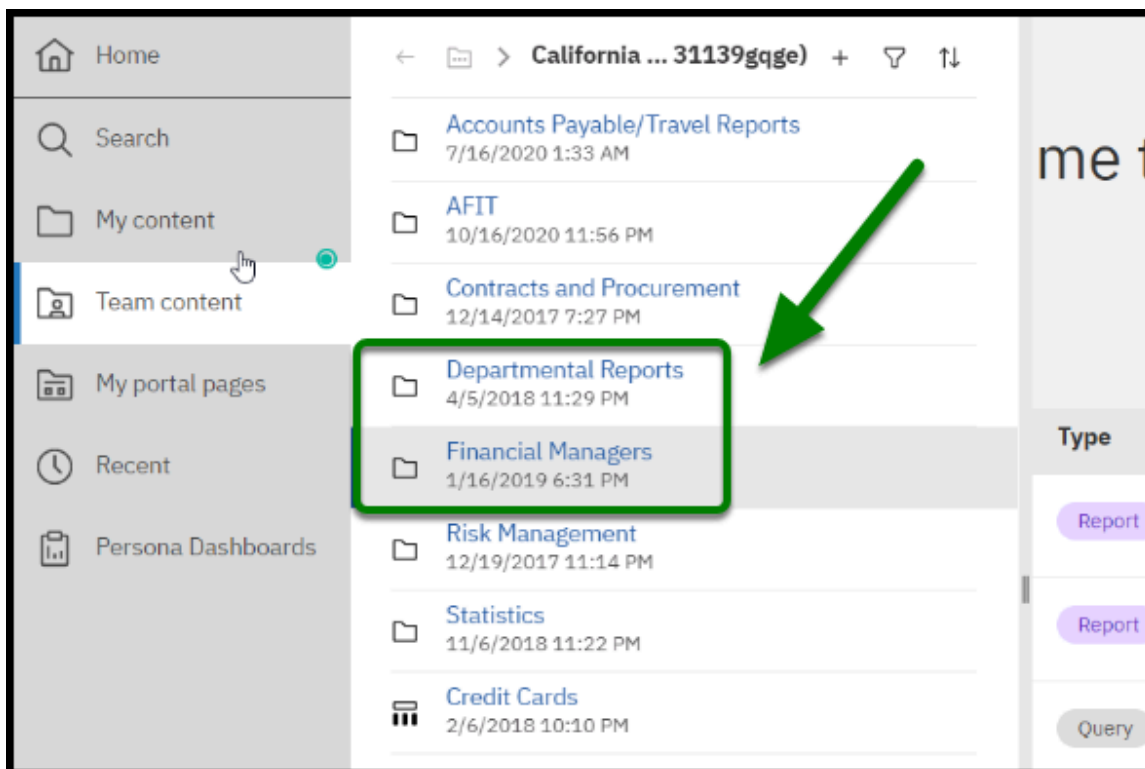 Home
Search
My content
Team content
My portal pages
Recent
Persona Dashboards
California ... 31139gqge)
Accounts Payable/Travel Reports
7/16/2020 1:33 AM
AFIT
10/16/2020 11:56 PM
Contracts and Procurement
12/14/2017 7:27 PM
Departmental Reports
4/5/2018 11:29 PM
Financial Managers
1/16/2019 6:31 PM
Risk Management
12/19/2017 11:14 PM
Statistics
11/6/2018 11:22 PM
Credit Cards
2/6/2018 10:10 PM
me t
Type
Report
Report
Query